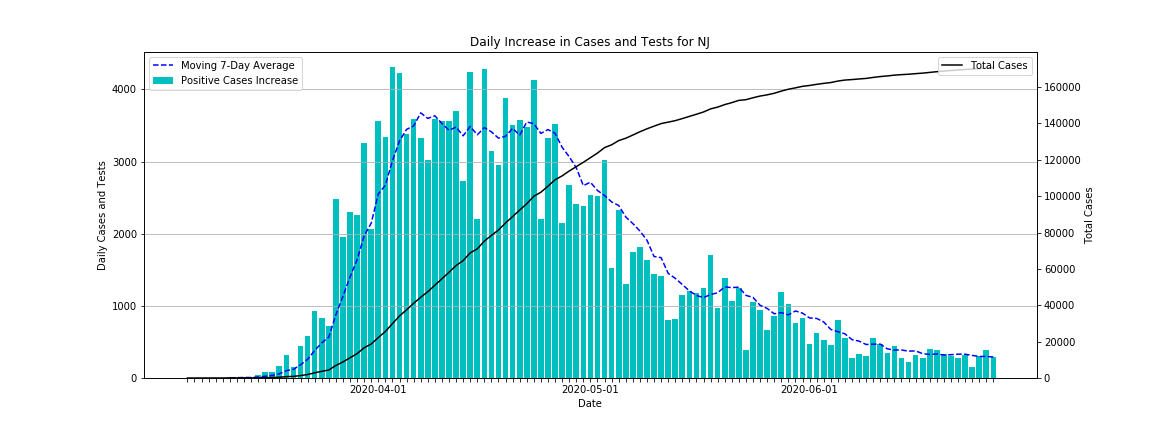 Daily Increase in Cases and Tests for NJ
Moving 7-Day Average
Positive Cases Increase
Total Cases
4000
3000
2000
1000
0
160000
140000
120000
100000
80000
60000
40000
20000
0
Daily Cases and Tests
Total Cases
2020-04-01
2020-05-01
2020-06-01
Date